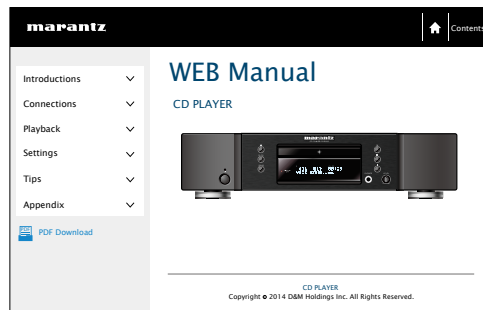 marantz
Contents
Introductions
Connections
Playback
Settings
Tips
Appendix
PDF Download
WEB Manual
CD PLAYER
marantz
CD PLAYER
Copyright © 2014 D&M Holdings Inc. All Rights Reserved.